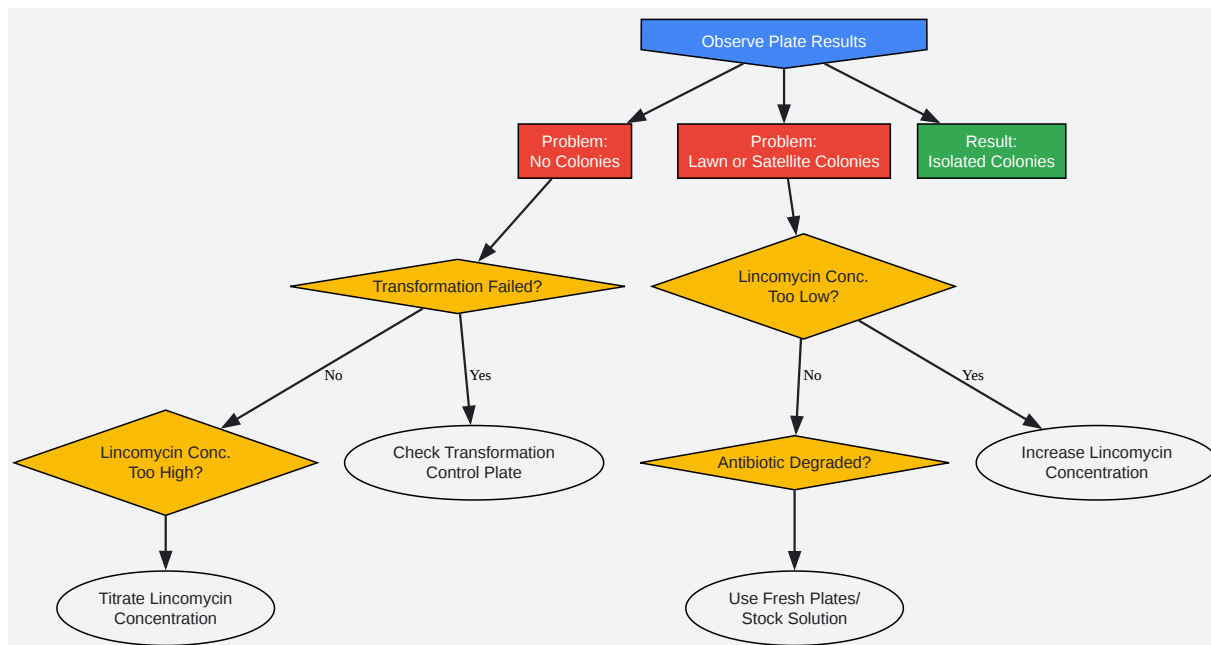 Observe Plate Results
Problem:
No Colonies
Problem:
Lawn or Satellite Colonies
Result:
Isolated Colonies
Transformation Failed?
Lincomycin Conc.
Too Low?
No
Yes
No
Yes
Lincomycin Conc.
Too High?
Check Transformation
Control Plate
Antibiotic Degraded?
Increase Lincomycin
Concentration
Titrate Lincomycin
Concentration
Use Fresh Plates/
Stock Solution